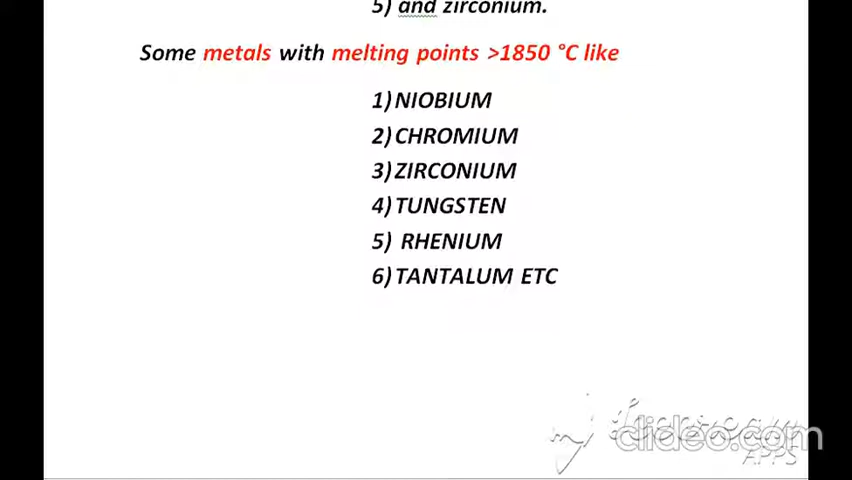 5) and zirconium.
Some metals with melting points >1850 °C like
1) NIOBIUM
2) CHROMIUM
3) ZIRCONIUM
4) TUNGSTEN
5) RHENIUM
6) TANTALUM ETC
clideo.com
APPS